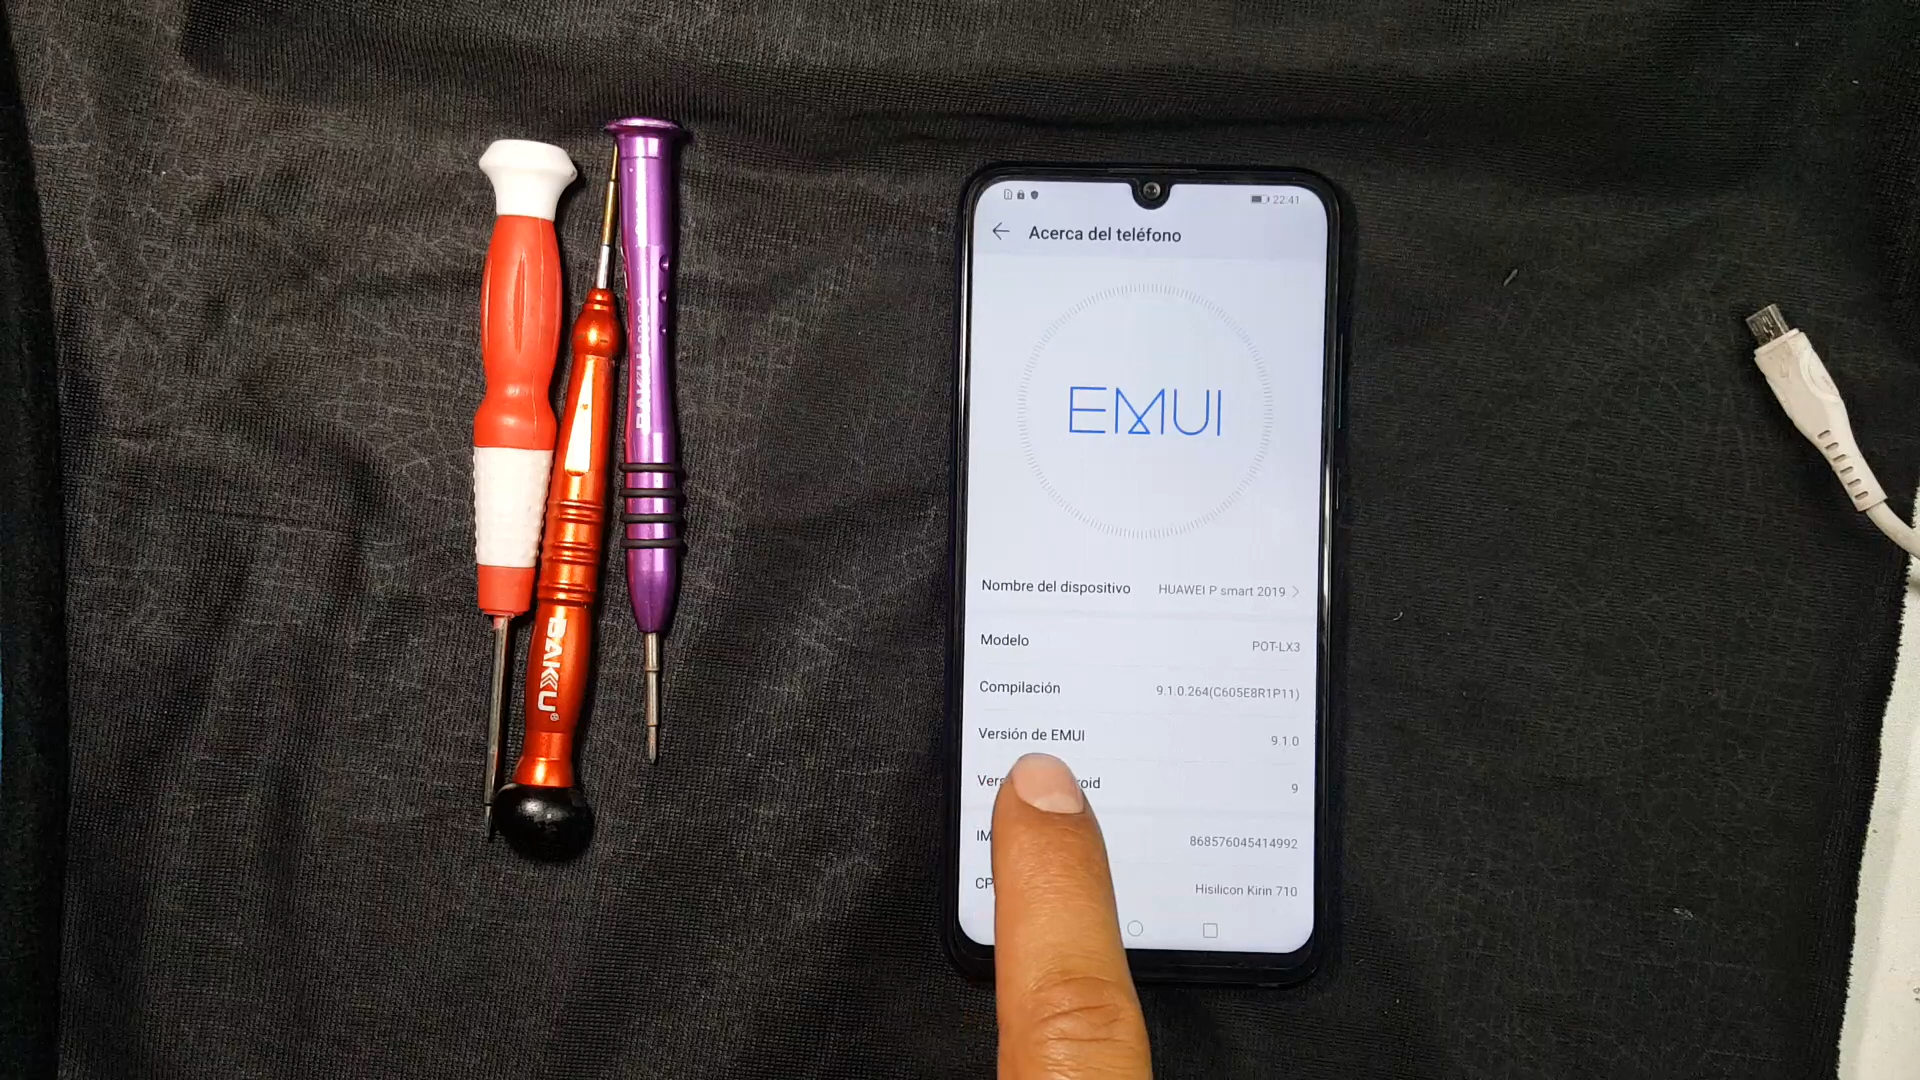 22:41
Acerca del teléfono
EMUI
Nombre del dispositivo HUAWEI P smart 2019
Modelo POT-LX3
Compilación 9.1.0.264(C605E8R1P11)
Versión de EMUI 9.1.0
9
868576045414992
Hisilicon Kirin 710
BAKU
BAKU